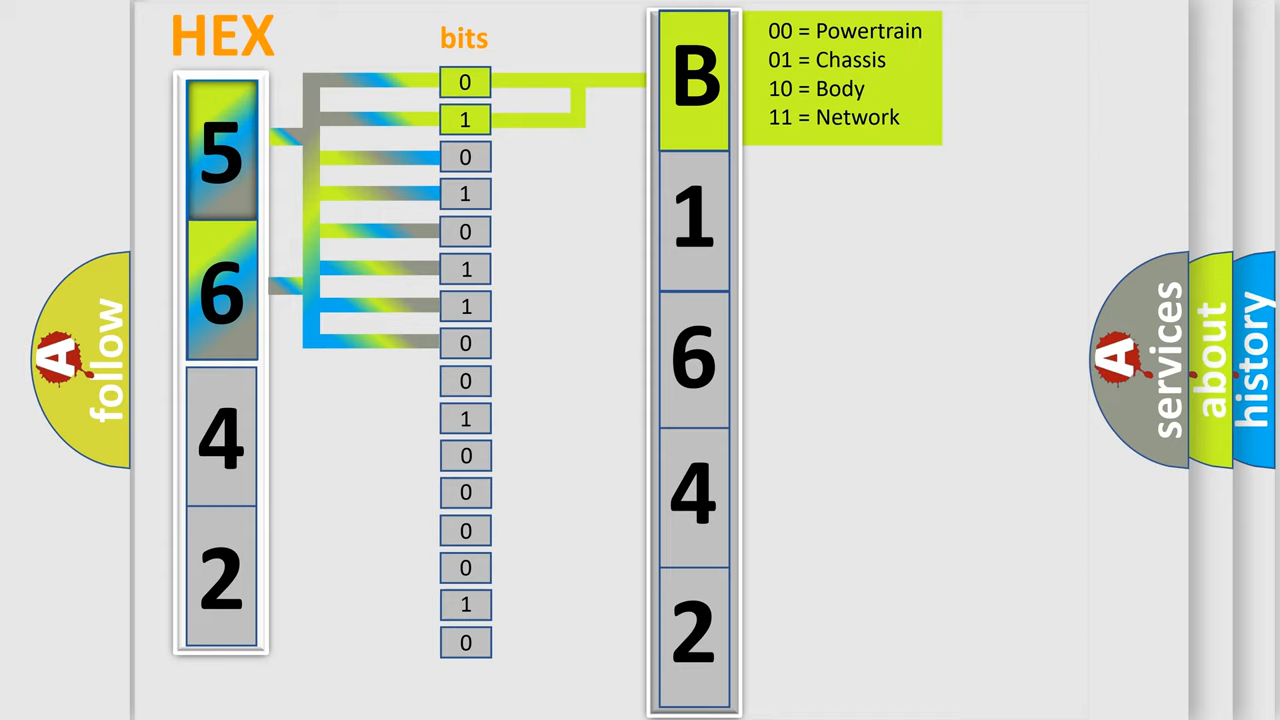 HEX
bits
5
6
4
2
0
1
0
1
0
1
1
0
0
1
0
0
0
0
1
0
B
1
6
4
2
00 = Powertrain
01 = Chassis
10 = Body
11 = Network
A
follow
A
services
about
history